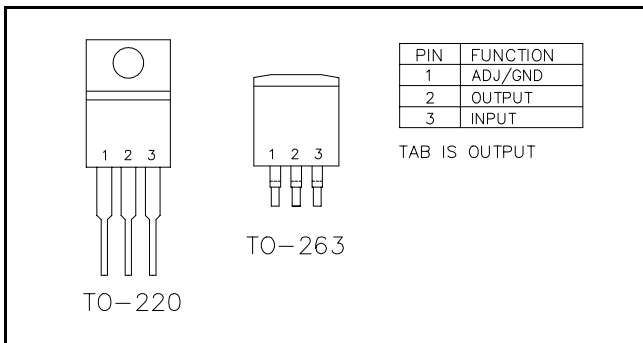 PIN FUNCTION
1 ADJ/GND
2 OUTPUT
3 INPUT
TAB IS OUTPUT
1 2 3
TO-220
1 2 3
TO-263